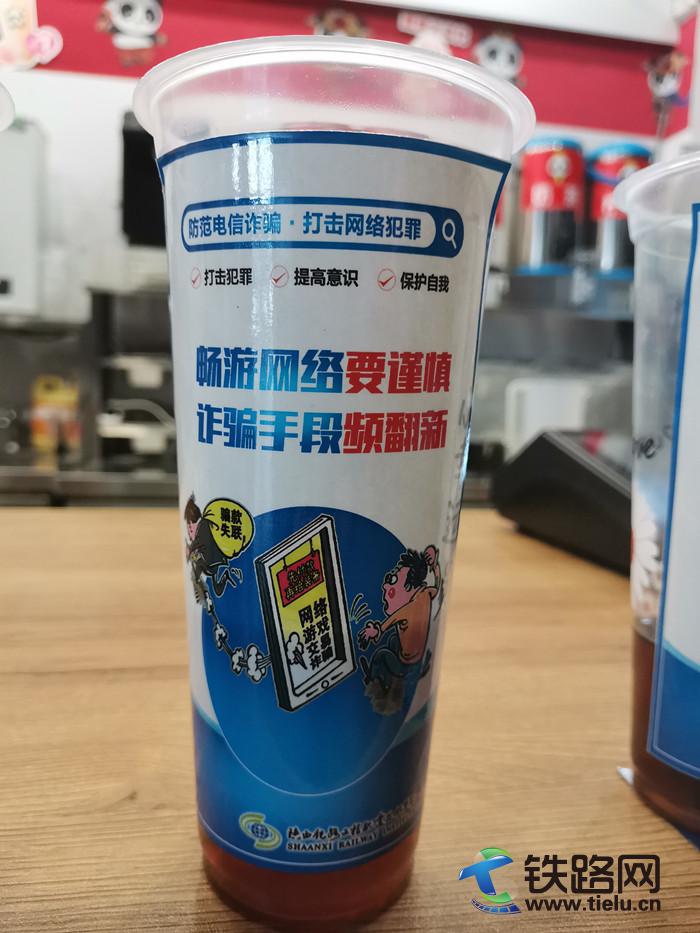 防范电信诈骗·打击网络犯罪
打击犯罪 提高意识 保护自我
畅游网络要谨慎
诈骗手段频翻新
骗款
失联
网络
游戏
交易
诈骗
SHAANXI RAILWAY
铁路网
www.tielu.cn